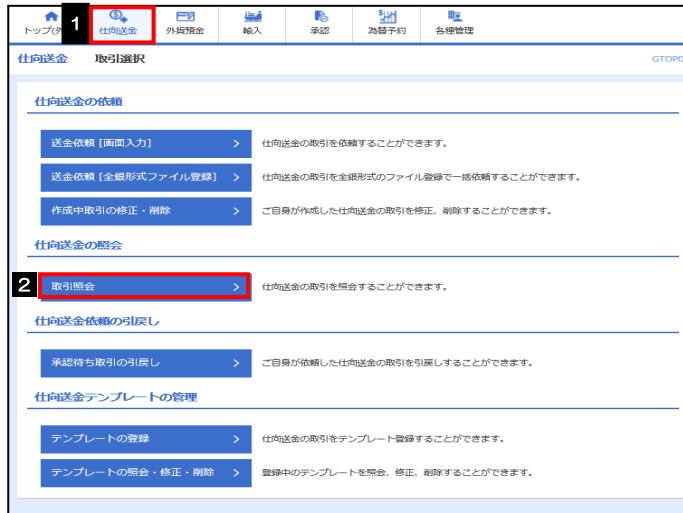 トップ(外
1
仕向送金
外貨預金
輸入
承認
為替予約
各種管理
仕向送金 取引選択 GTOP0
仕向送金の依頼
送金依頼 [画面入力] > 仕向送金の取引を依頼することができます。
送金依頼 [全銀形式ファイル登録] > 仕向送金の取引を全銀形式のファイル登録で一括依頼することができます。
作成中取引の修正・削除 > ご自身が作成した仕向送金の取引を修正、削除することができます。
仕向送金の照会
2 取引照会 > 仕向送金の取引を照会することができます。
仕向送金依頼の引戻し
承認待ち取引の引戻し > ご自身が依頼した仕向送金の取引を引戻しすることができます。
仕向送金テンプレートの管理
テンプレートの登録 > 仕向送金の取引をテンプレート登録することができます。
テンプレートの照会・修正・削除 > 登録中のテンプレートを照会、修正、削除することができます。